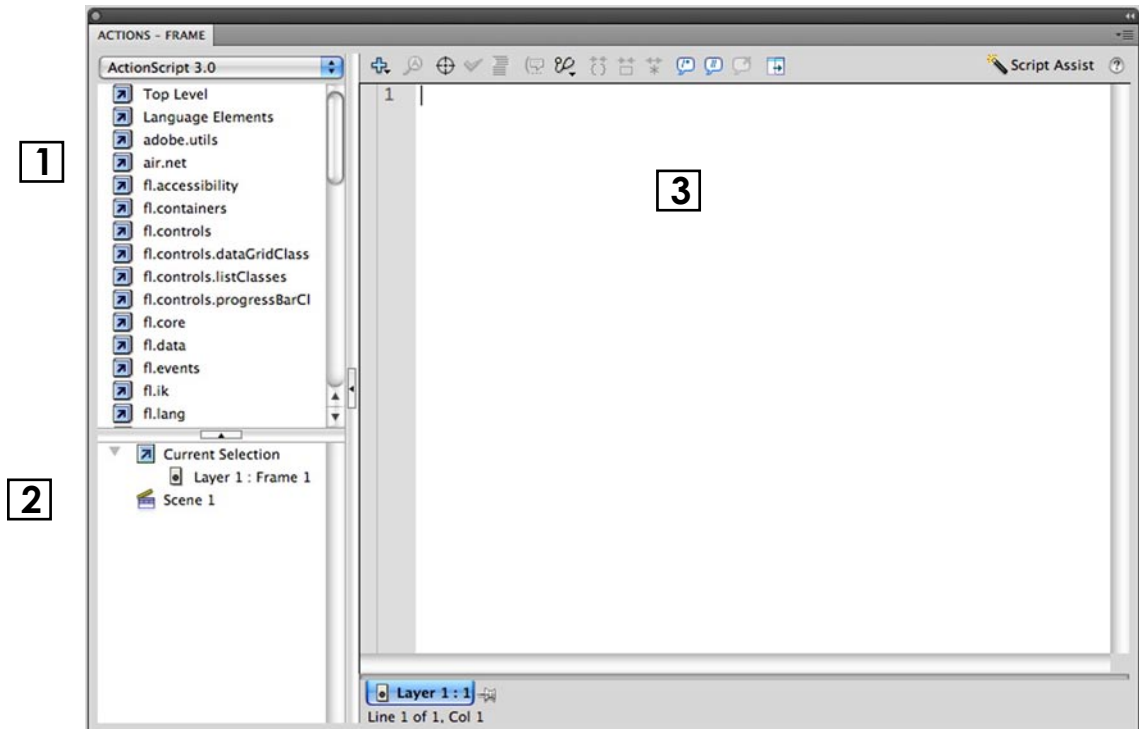 ACTIONS - FRAME
ActionScript 3.0
Top Level
Language Elements
adobe.utils
air.net
fl.accessibility
fl.containers
fl.controls
fl.controls.dataGridClass
fl.controls.listClasses
fl.controls.progressBarCl
fl.core
fl.data
fl.events
fl.ik
fl.lang
1
Current Selection
Layer 1 : Frame 1
Scene 1
2
Script Assist ?
1
3
Layer 1 : 1
Line 1 of 1, Col 1